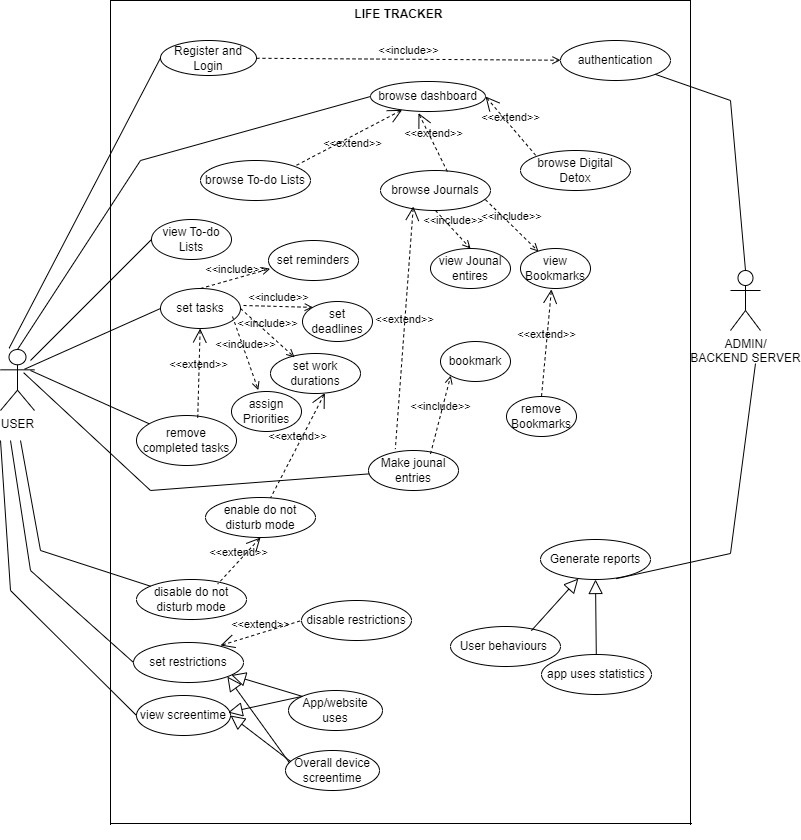 LIFE TRACKER
Register and
Login
<<include>>
authentication
browse dashboard
<<extend>>
<<extend>>
<<extend>>
browse To-do Lists
browse Journals
browse Digital
Detox
<<include>>
<<include>>
view To-do
Lists
<<include>>
set reminders
view Jounal
entires
view
Bookmarks
set tasks
<<include>>
set
deadlines
<<include>>
<<extend>>
<<include>>
<<extend>>
<<extend>>
ADMIN/
BACKEND SERVER
set work
durations
bookmark
USER
assign
Priorities
<<include>>
remove
Bookmarks
remove
completed tasks
<<extend>>
Make jounal
entries
enable do not
disturb mode
<<extend>>
Generate reports
disable do not
disturb mode
<<extend>>
disable restrictions
User behaviours
set restrictions
app uses statistics
view screentime
App/website
uses
Overall device
screentime